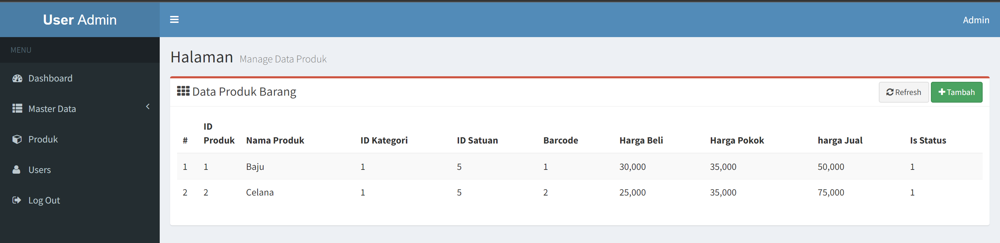 User Admin
Admin
MENU
Dashboard
Master Data
Produk
Users
Log Out
Halaman Manage Data Produk
Data Produk Barang
Refresh
Tambah
# ID Produk Nama Produk ID Kategori ID Satuan Barcode Harga Beli Harga Pokok harga Jual Is Status
1 1 Baju 1 5 1 30,000 35,000 50,000 1
2 2 Celana 1 5 2 25,000 35,000 75,000 1